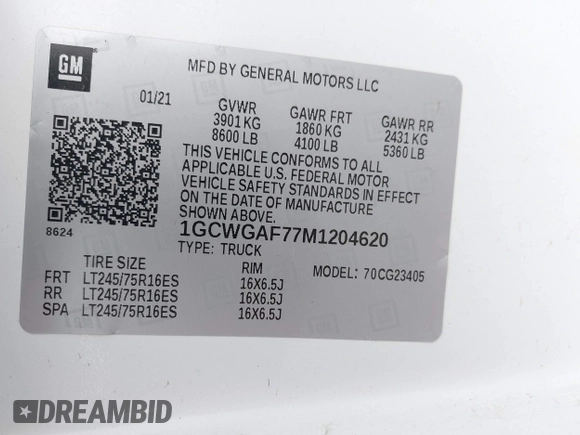 GM
MFD BY GENERAL MOTORS LLC
01/21 GVWR GAWR FRT GAWR RR
3901 KG 1860 KG 2431 KG
8600 LB 4100 LB 5360 LB
THIS VEHICLE CONFORMS TO ALL
APPLICABLE U.S. FEDERAL MOTOR
VEHICLE SAFETY STANDARDS IN EFFECT
ON THE DATE OF MANUFACTURE
SHOWN ABOVE.
8624
1GCWGAF77M1204620
TYPE: TRUCK
TIRE SIZE RIM MODEL: 70CG23405
FRT LT245/75R16ES 16X6.5J
RR LT245/75R16ES 16X6.5J
SPA LT245/75R16ES 16X6.5J
DREAMBID